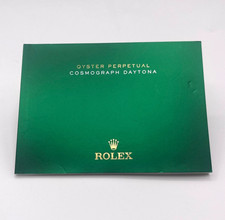 OYSTER PERPETUAL
COSMOGRAPH DAYTONA
ROLEX